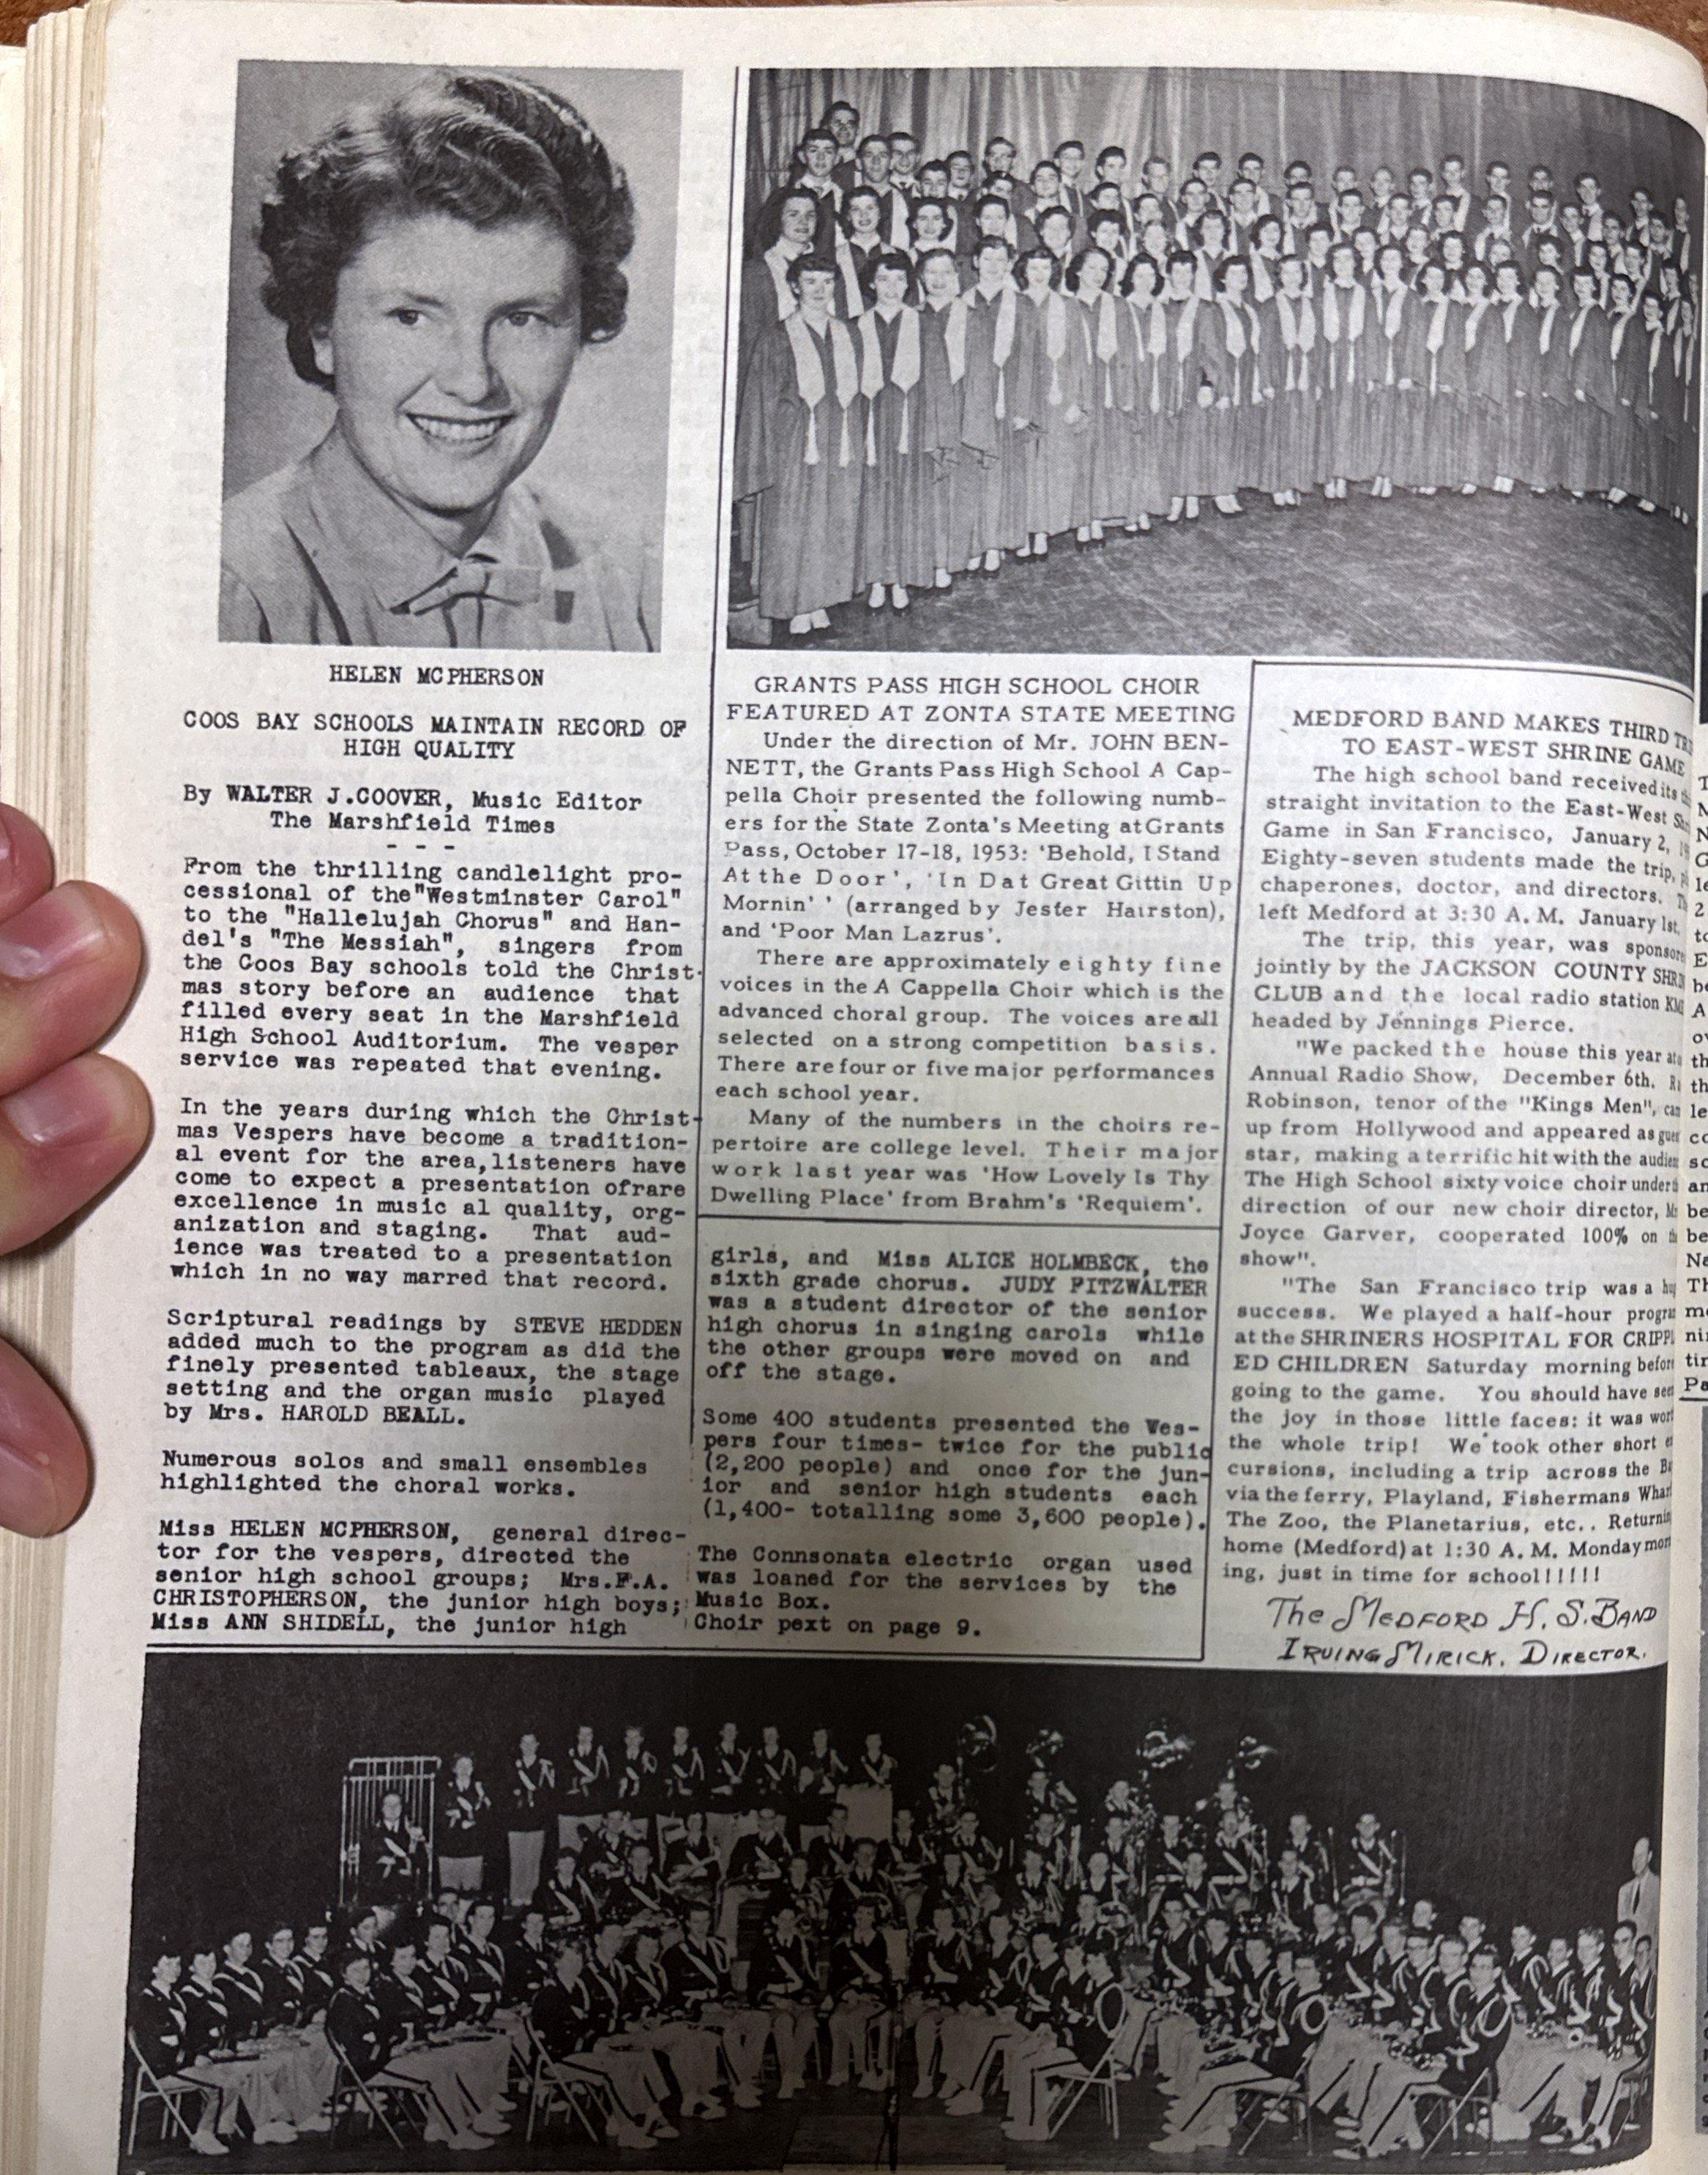 HELEN MCPHERSON
COOS BAY SCHOOLS MAINTAIN RECORD OF
HIGH QUALITY
By WALTER J.COOVER, Music Editor
The Marshfield Times
- - -
From the thrilling candlelight pro-
cessional of the"Westminster Carol"
to the "Hallelujah Chorus" and Han-
del's "The Messiah", singers from
the Coos Bay schools told the Christ-
mas story before an audience that
filled every seat in the Marshfield
High School Auditorium. The vesper
service was repeated that evening.
In the years during which the Christ-
mas Vespers have become a tradition-
al event for the area,listeners have
come to expect a presentation ofrare
excellence in music al quality, org-
anization and staging. That aud-
ience was treated to a presentation
which in no way marred that record.
Scriptural readings by STEVE HEDDEN
added much to the program as did the
finely presented tableaux, the stage
setting and the organ music played
by Mrs. HAROLD BEALL.
Numerous solos and small ensembles
highlighted the choral works.
Miss HELEN MCPHERSON, general direc-
tor for the vespers, directed the
senior high school groups; Mrs.F.A.
CHRISTOPHERSON, the junior high boys;
Miss ANN SHIDELL, the junior high
girls, and Miss ALICE HOLMBECK, the
sixth grade chorus. JUDY FITZWALTER
was a student director of the senior
high chorus in singing carols while
the other groups were moved on and
off the stage.
Some 400 students presented the Ves-
pers four times- twice for the public
(2,200 people) and once for the jun-
ior and senior high students each
(1,400- totalling some 3,600 people).
The Connsonata electric organ used
was loaned for the services by the
Music Box.
Choir pext on page 9.
GRANTS PASS HIGH SCHOOL CHOIR
FEATURED AT ZONTA STATE MEETING
Under the direction of Mr. JOHN BEN-
NETT, the Grants Pass High School A Cap-
pella Choir presented the following numb-
ers for the State Zonta's Meeting at Grants
Pass, October 17-18, 1953: 'Behold, I Stand
At the Door', 'In Dat Great Gittin Up
Mornin' ' (arranged by Jester Hairston),
and 'Poor Man Lazrus'.
There are approximately eighty fine
voices in the A Cappella Choir which is the
advanced choral group. The voices are all
selected on a strong competition basis.
There are four or five major performances
each school year.
Many of the numbers in the choirs re-
pertoire are college level. Their major
work last year was 'How Lovely Is Thy
Dwelling Place' from Brahm's 'Requiem'.
MEDFORD BAND MAKES THIRD
TO EAST-WEST SHRINE GAME
The high school band received its
straight invitation to the East-West
Game in San Francisco, January 2,
Eighty-seven students made the trip,
chaperones, doctor, and directors.
left Medford at 3:30 A.M. January 1st.
The trip, this year, was
jointly by the JACKSON COUNTY
CLUB and the local radio station
headed by Jennings Pierce.
"We packed the house this year
Annual Radio Show, December 6th.
Robinson, tenor of the "Kings Men",
up from Hollywood and appeared as
star, making a terrific hit with the
The High School sixty voice choir
direction of our new choir director,
Joyce Garver, cooperated 100% on
show".
"The San Francisco trip was a
success. We played a half-hour
at the SHRINERS HOSPITAL FOR CRIPPL
ED CHILDREN Saturday morning
going to the game. You should have
the joy in those little faces: it was
the whole trip! We took other short
cursions, including a trip across the
via the ferry, Playland, Fishermans
The Zoo, the Planetarius, etc.. Returnin
home (Medford) at 1:30 A.M. Monday morn
ing, just in time for school!!!!!!
The MEDFORD H. S. BAND
IRVING MIRICK. DIRECTOR.